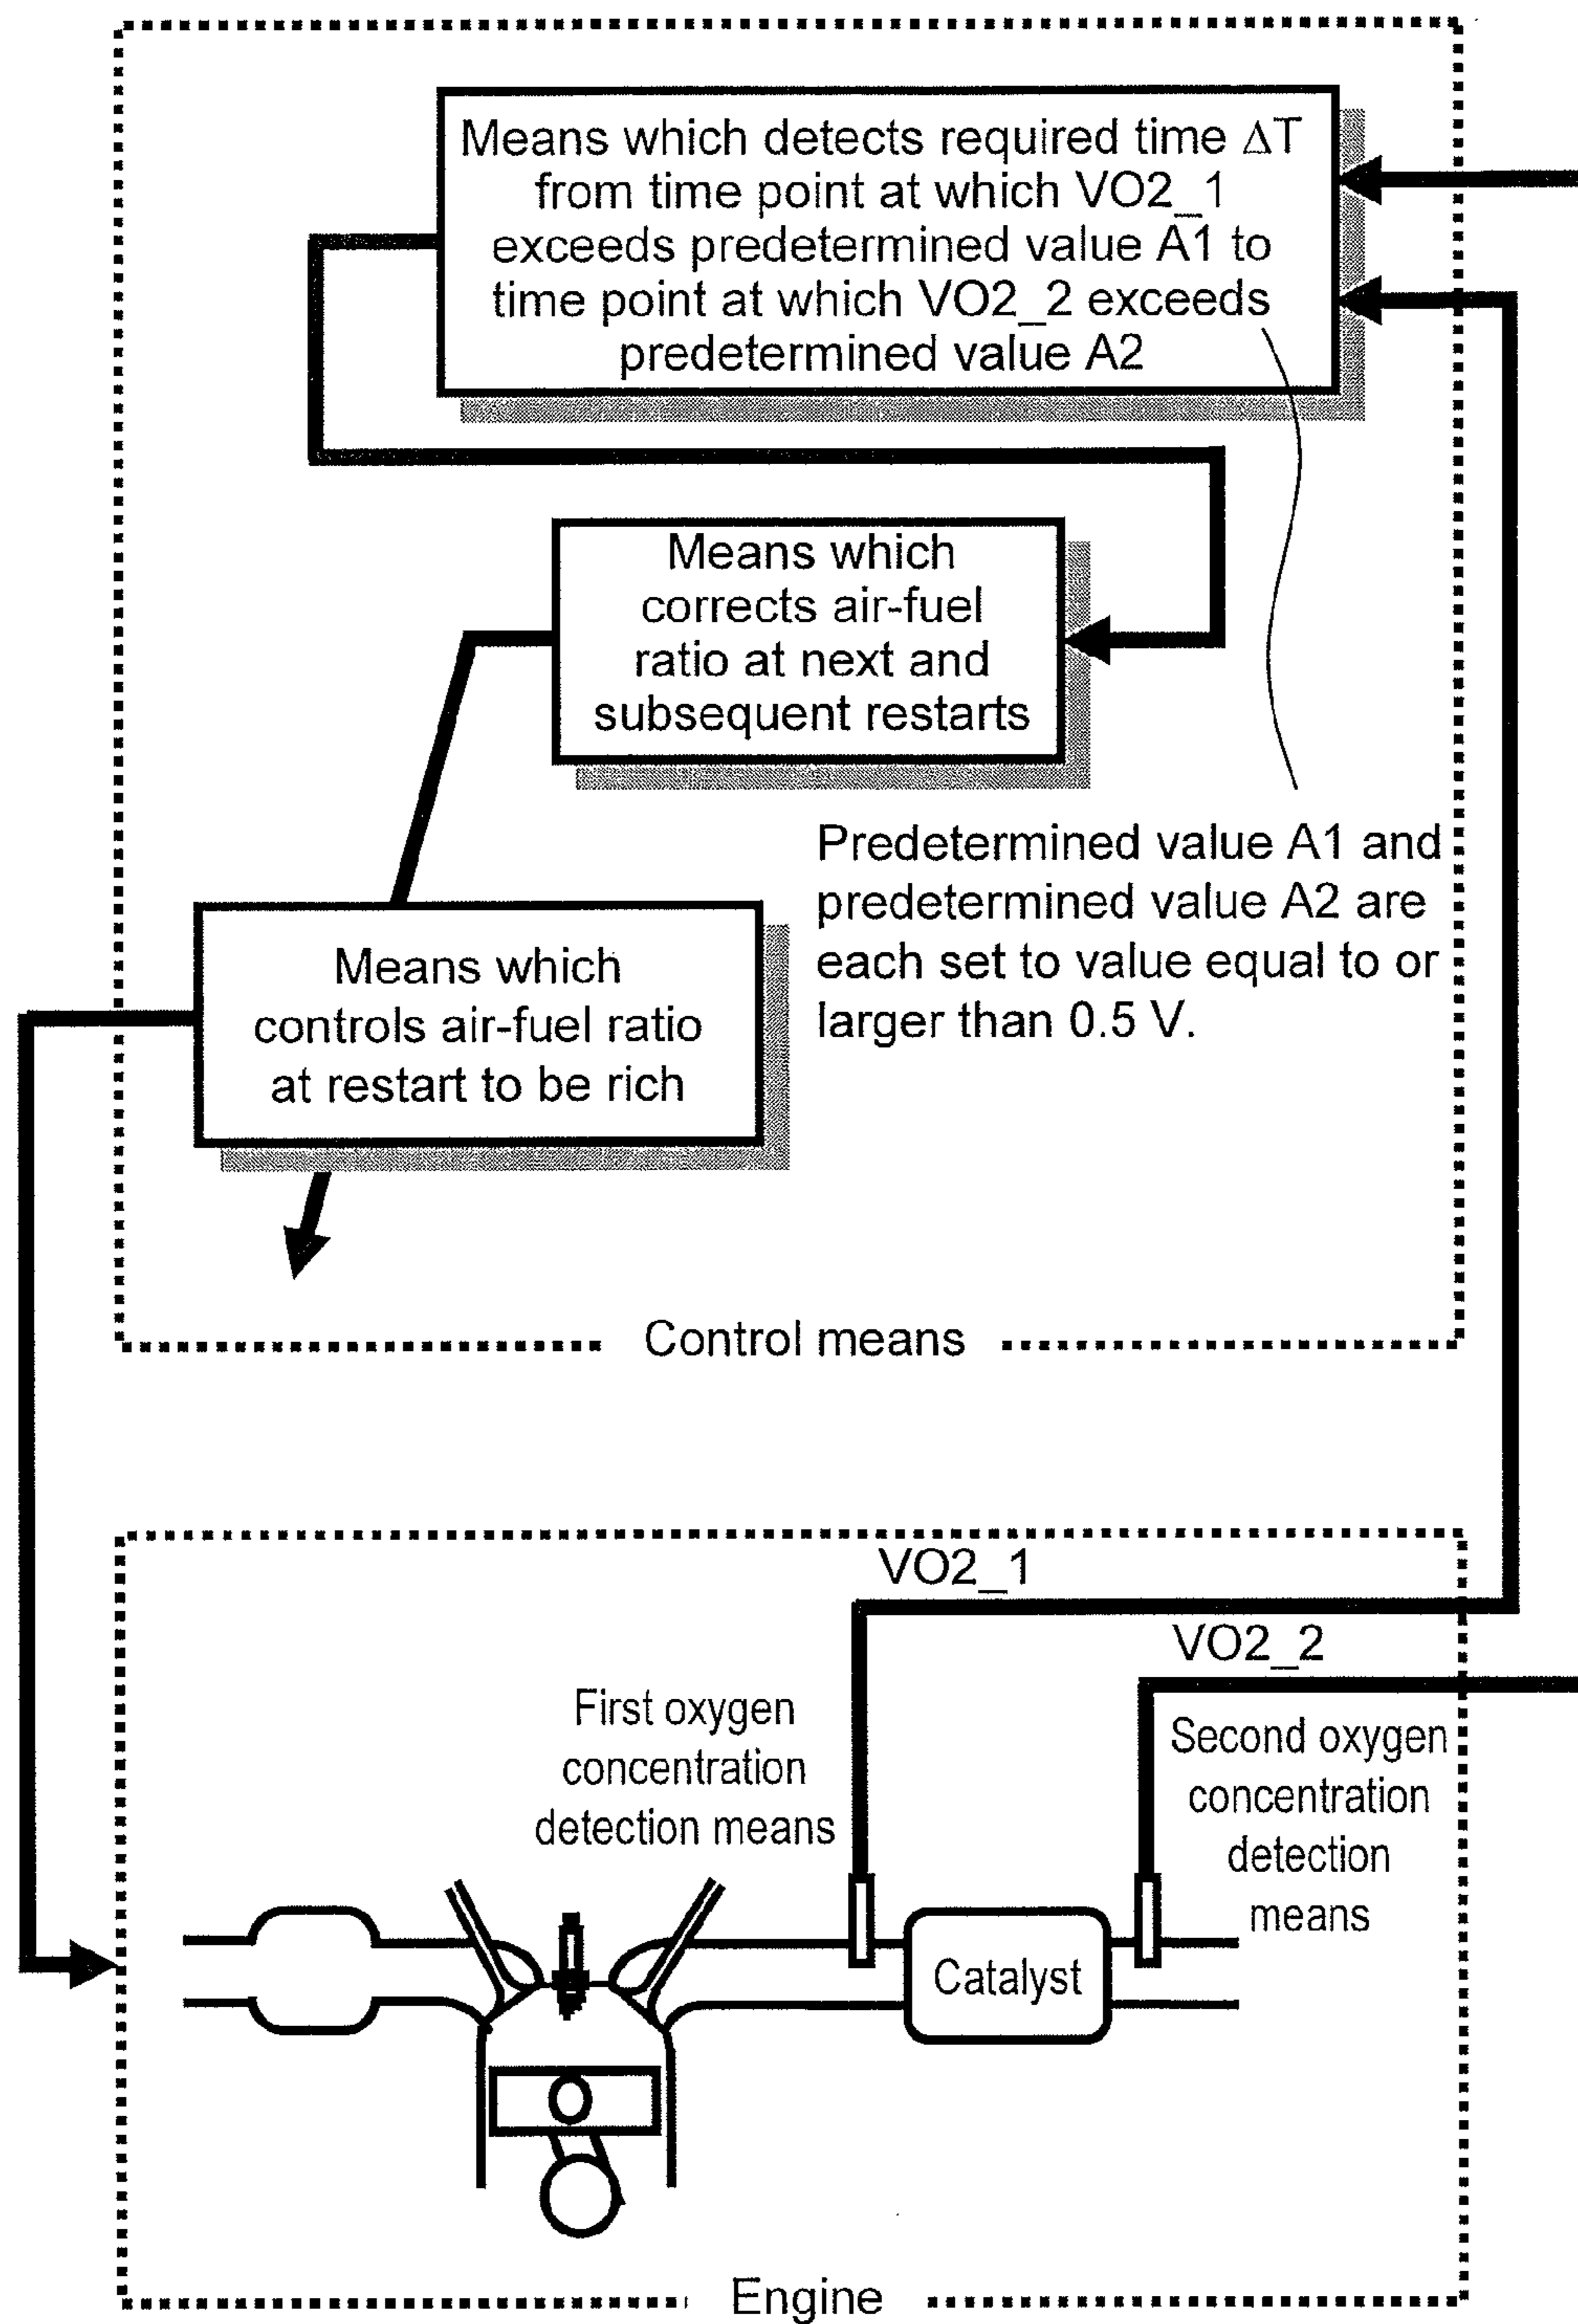 Means which detects required time ΔT
from time point at which VO2_1
exceeds predetermined value A1 to
time point at which VO2_2 exceeds
predetermined value A2
Means which
corrects air-fuel
ratio at next and
subsequent restarts
Predetermined value A1 and
predetermined value A2 are
each set to value equal to or
larger than 0.5 V.
Means which
controls air-fuel ratio
at restart to be rich
Control means
VO2_1
VO2_2
First oxygen
concentration
detection means
Second oxygen
concentration
detection
means
Catalyst
Engine